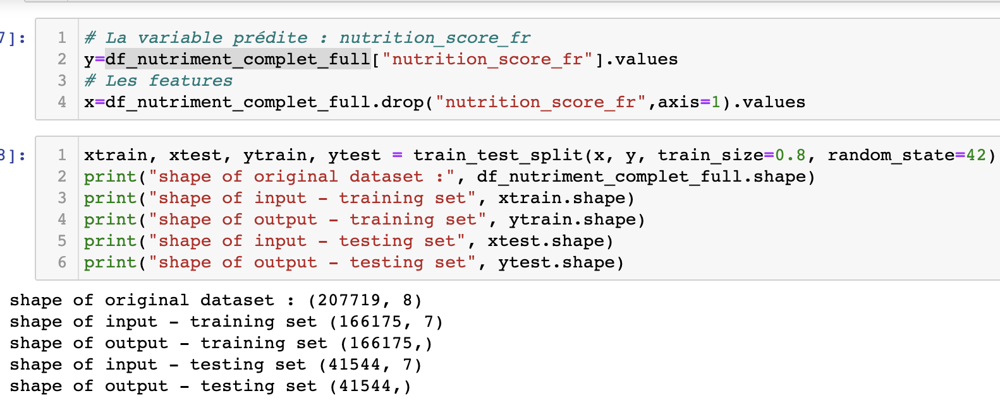 7]:
1 # La variable prédite : nutrition_score_fr
2 y=df_nutriment_complet_full["nutrition_score_fr"].values
3 # Les features
4 x=df_nutriment_complet_full.drop("nutrition_score_fr",axis=1).values
8]:
1 xtrain, xtest, ytrain, ytest = train_test_split(x, y, train_size=0.8, random_state=42)
2 print("shape of original dataset :", df_nutriment_complet_full.shape)
3 print("shape of input - training set", xtrain.shape)
4 print("shape of output - training set", ytrain.shape)
5 print("shape of input - testing set", xtest.shape)
6 print("shape of output - testing set", ytest.shape)
shape of original dataset : (207719, 8)
shape of input - training set (166175, 7)
shape of output - training set (166175,)
shape of input - testing set (41544, 7)
shape of output - testing set (41544,)